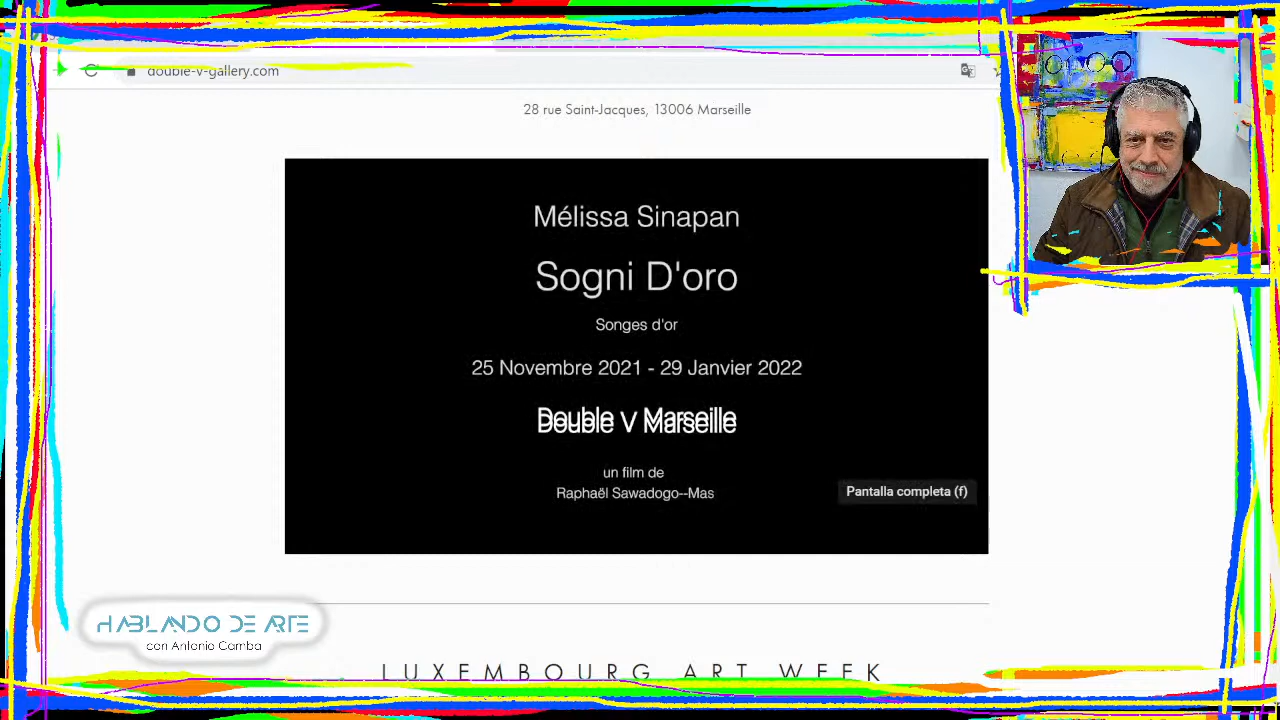 double-v-gallery.com
28 rue Saint-Jacques, 13006 Marseille
Mélissa Sinapan
Sogni D'oro
Songes d'or
25 Novembre 2021 - 29 Janvier 2022
Double V Marseille
un film de
Raphaël Sawadogo--Mas
Pantalla completa (f)
HABLANDO DE ARTE
con Antonio Camba
LUXEMBOURG ART WEEK